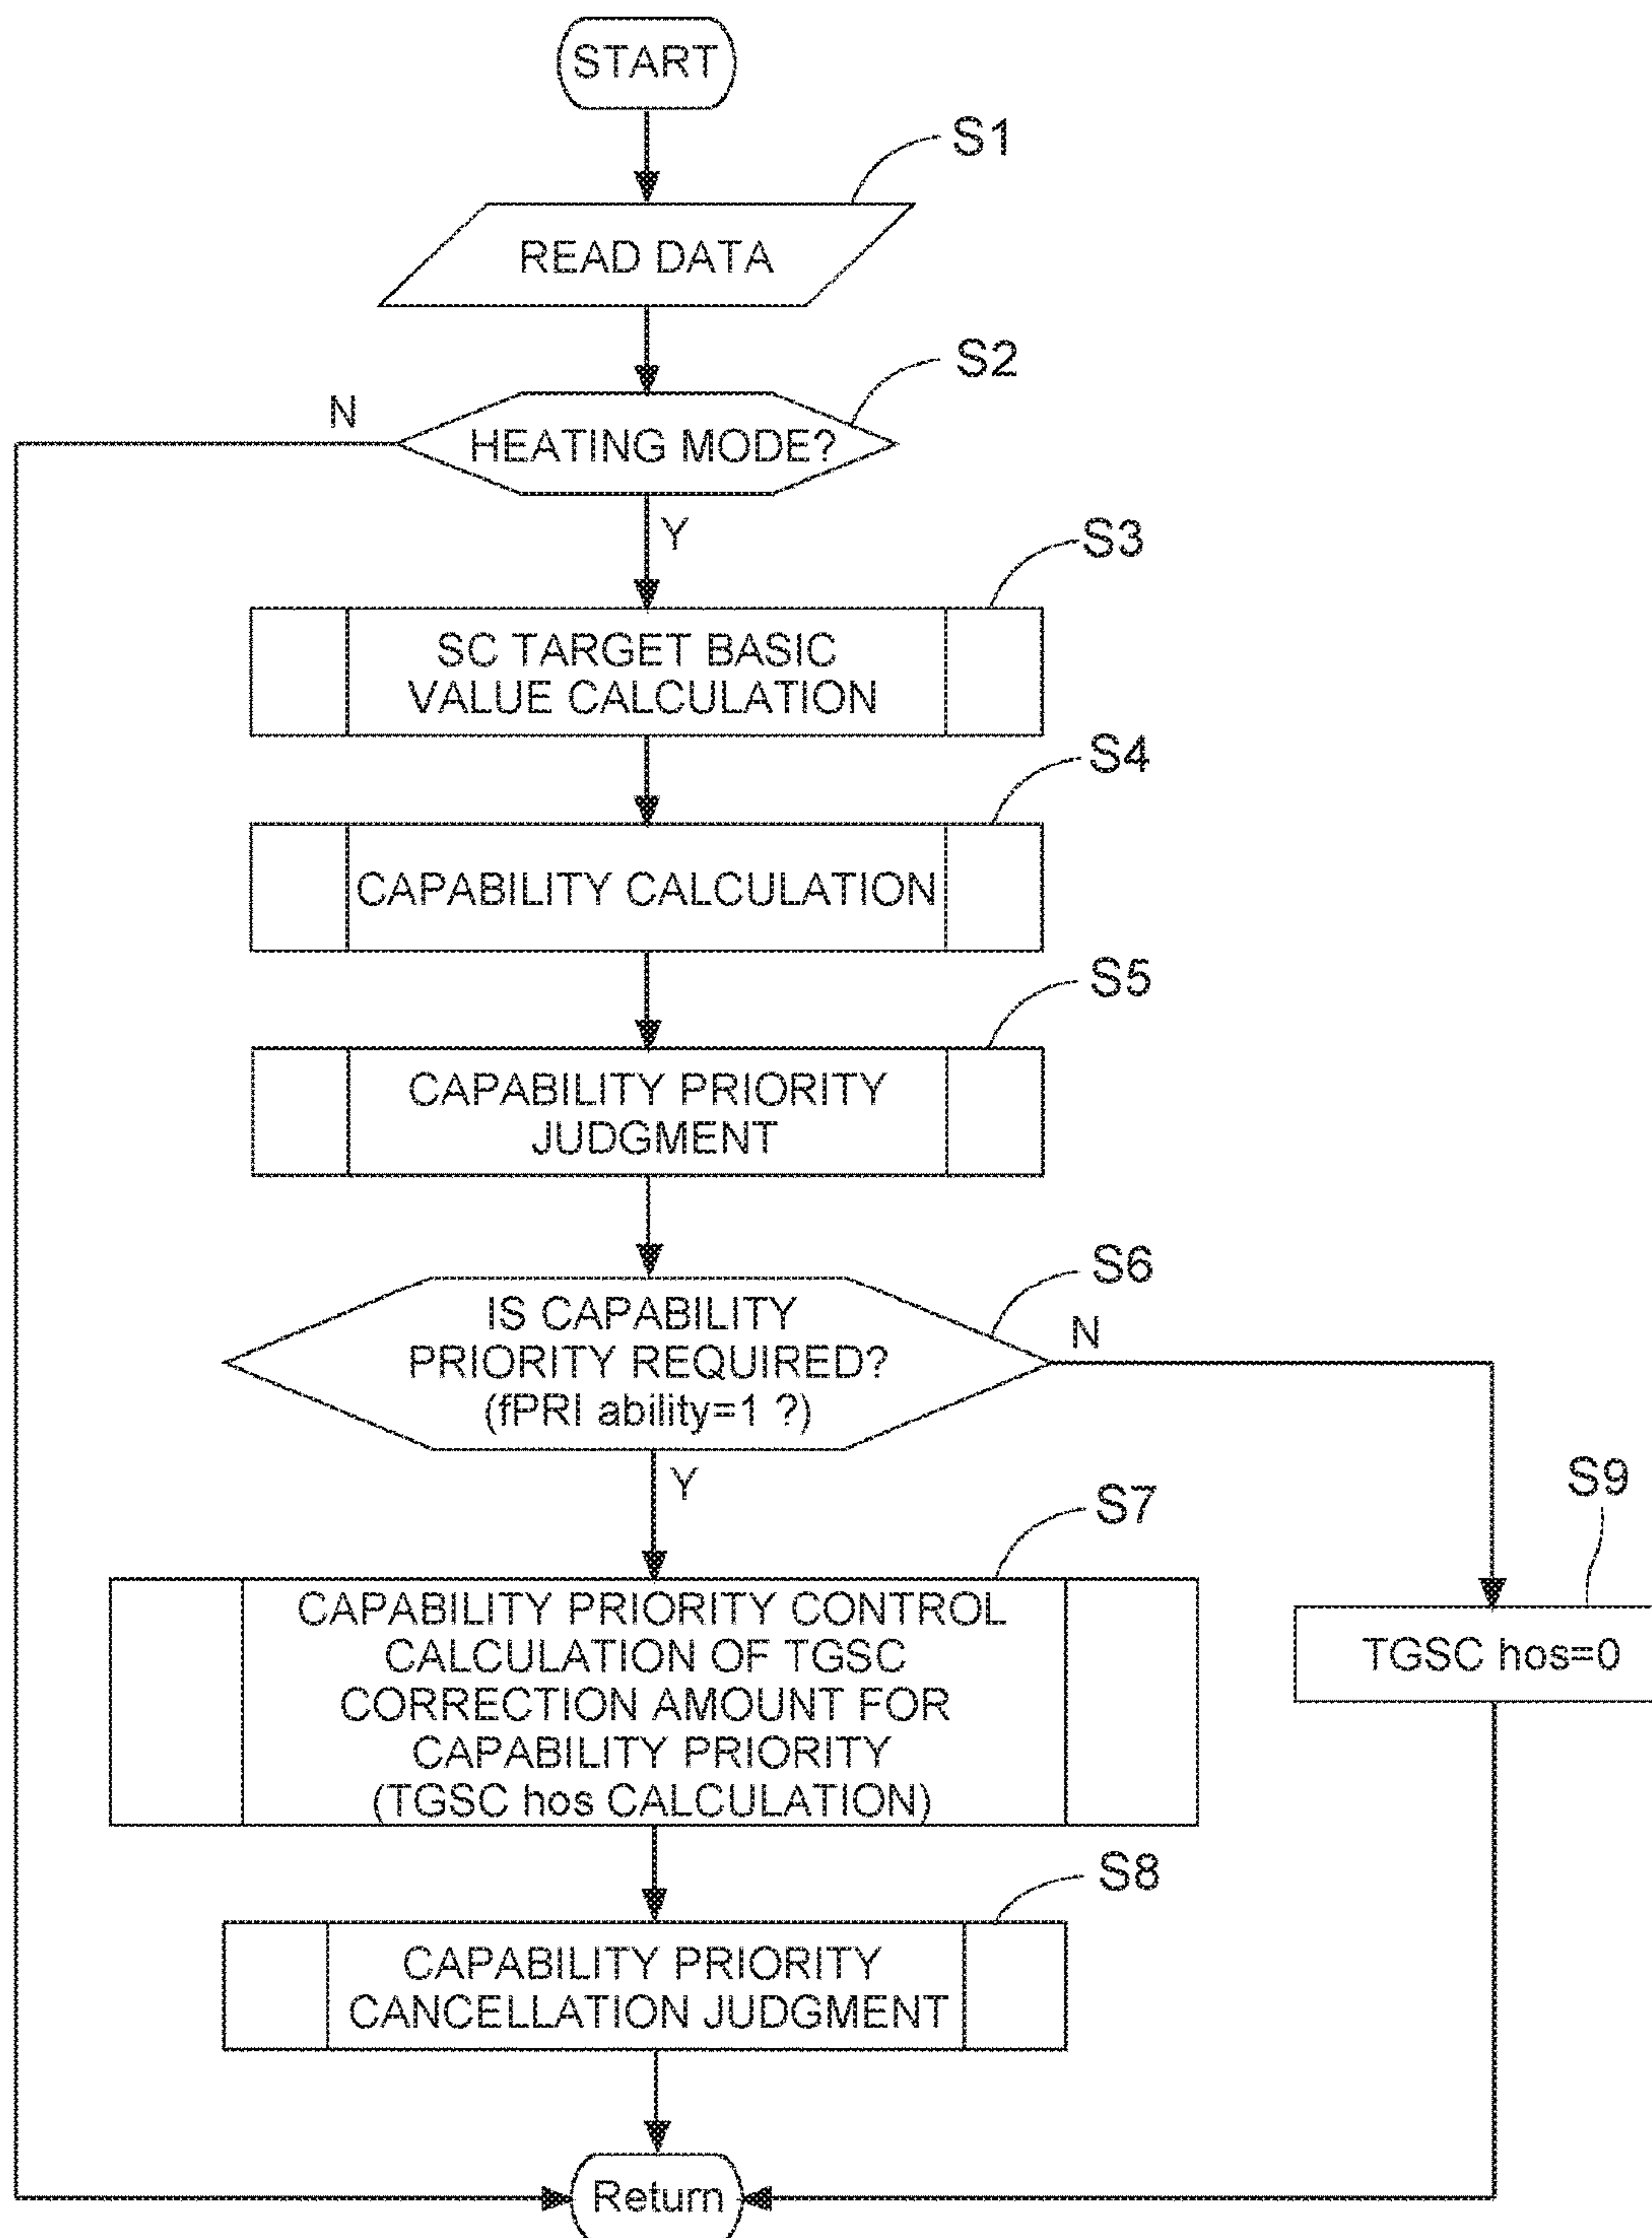 START
S1
READ DATA
S2
N
HEATING MODE?
Y
S3
SC TARGET BASIC
VALUE CALCULATION
S4
CAPABILITY CALCULATION
S5
CAPABILITY PRIORITY
JUDGMENT
S6
IS CAPABILITY
PRIORITY REQUIRED?
(fPRI ability=1 ?)
N
Y
S7
S9
CAPABILITY PRIORITY CONTROL
CALCULATION OF TGSC
CORRECTION AMOUNT FOR
CAPABILITY PRIORITY
(TGSC hos CALCULATION)
TGSC hos=0
S8
CAPABILITY PRIORITY
CANCELLATION JUDGMENT
Return